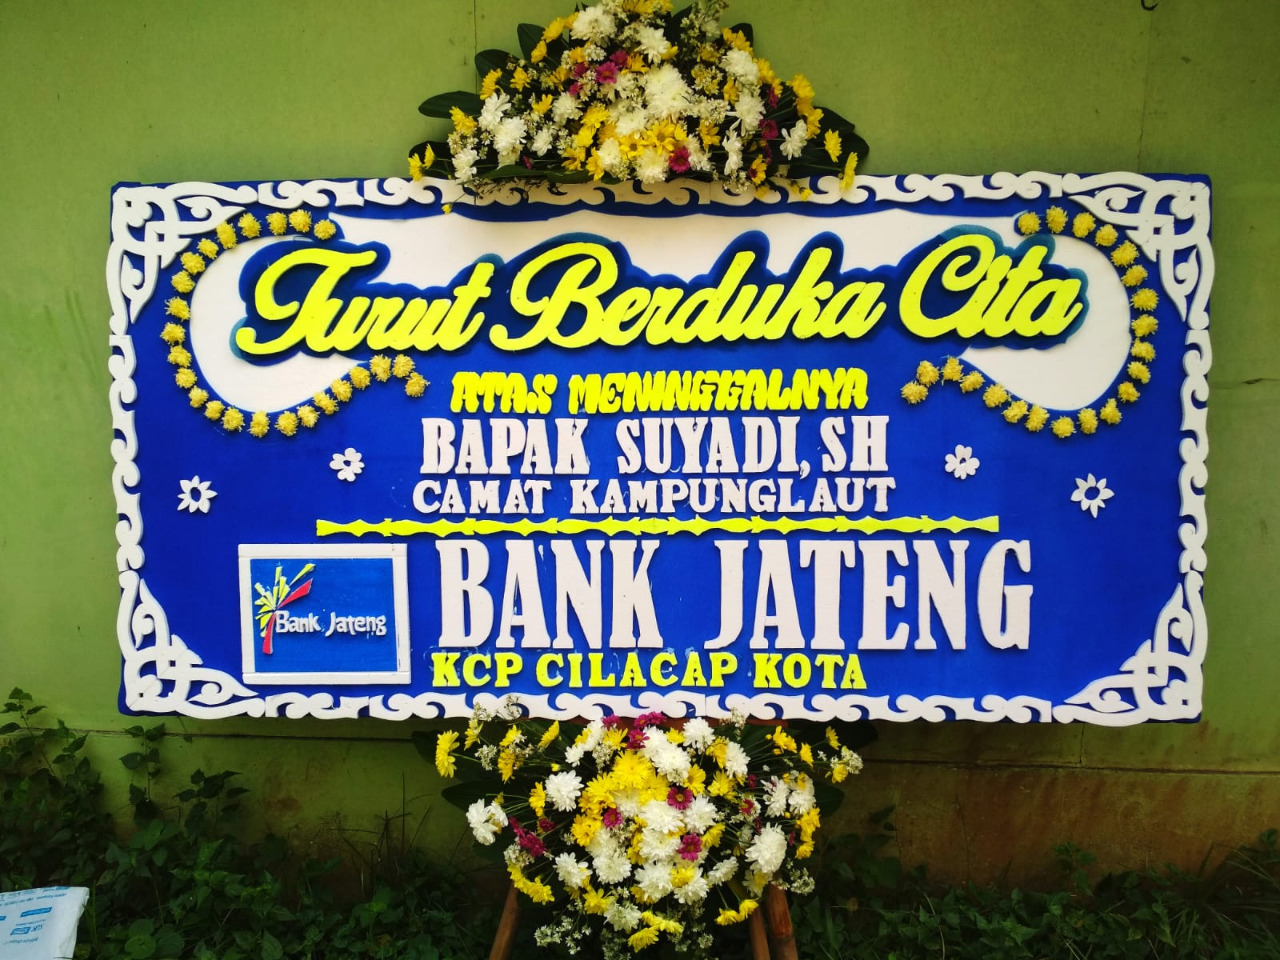 Turut Berduka Cita
ATAS MENINGGALNYA
BAPAK SUYADI, SH
CAMAT KAMPUNGLAUT
BANK JATENG
Bank Jateng
KCP CILACAP KOTA